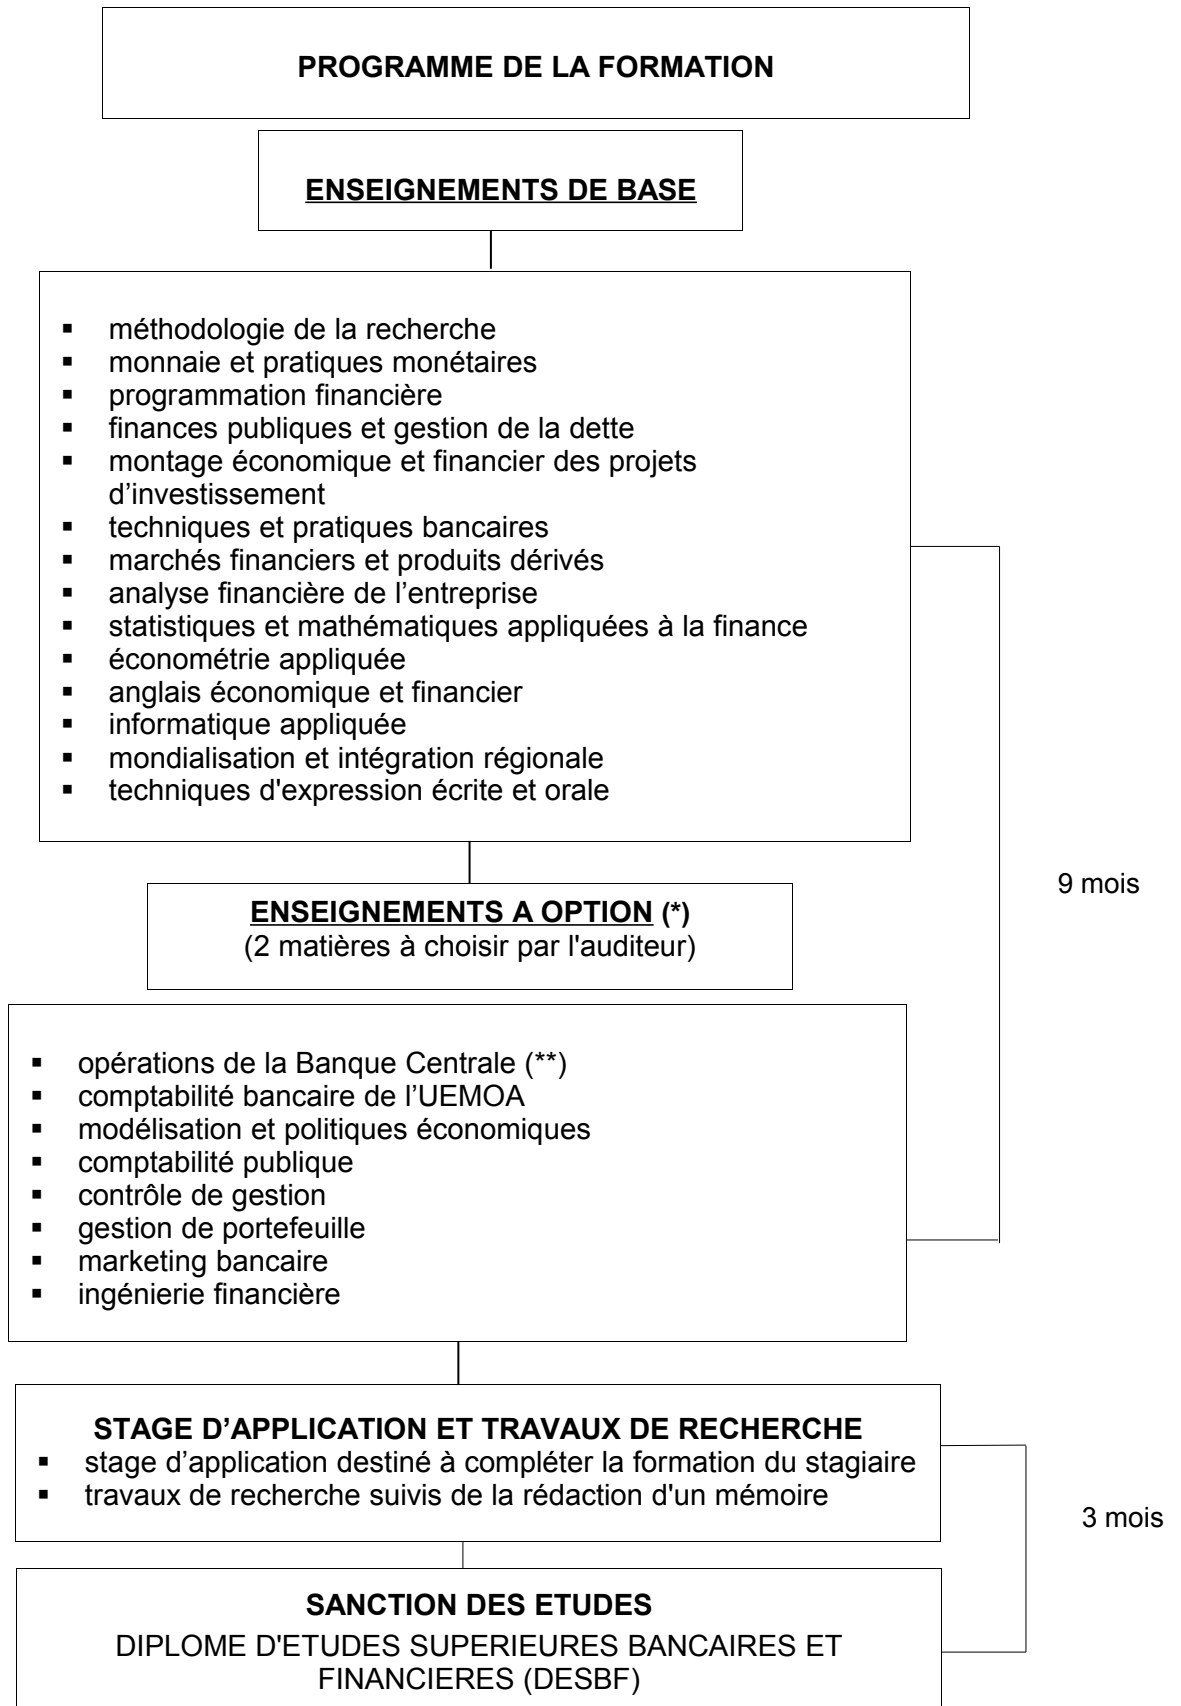 PROGRAMME DE LA FORMATION
ENSEIGNEMENTS DE BASE
▪ méthodologie de la recherche
▪ monnaie et pratiques monétaires
▪ programmation financière
▪ finances publiques et gestion de la dette
▪ montage économique et financier des projets
d’investissement
▪ techniques et pratiques bancaires
▪ marchés financiers et produits dérivés
▪ analyse financière de l’entreprise
▪ statistiques et mathématiques appliquées à la finance
▪ économétrie appliquée
▪ anglais économique et financier
▪ informatique appliquée
▪ mondialisation et intégration régionale
▪ techniques d'expression écrite et orale
9 mois
ENSEIGNEMENTS A OPTION (*)
(2 matières à choisir par l'auditeur)
▪ opérations de la Banque Centrale (**)
▪ comptabilité bancaire de l’UEMOA
▪ modélisation et politiques économiques
▪ comptabilité publique
▪ contrôle de gestion
▪ gestion de portefeuille
▪ marketing bancaire
▪ ingénierie financière
STAGE D’APPLICATION ET TRAVAUX DE RECHERCHE
▪ stage d’application destiné à compléter la formation du stagiaire
▪ travaux de recherche suivis de la rédaction d'un mémoire
3 mois
SANCTION DES ETUDES
DIPLOME D'ETUDES SUPERIEURES BANCAIRES ET
FINANCIERES (DESBF)